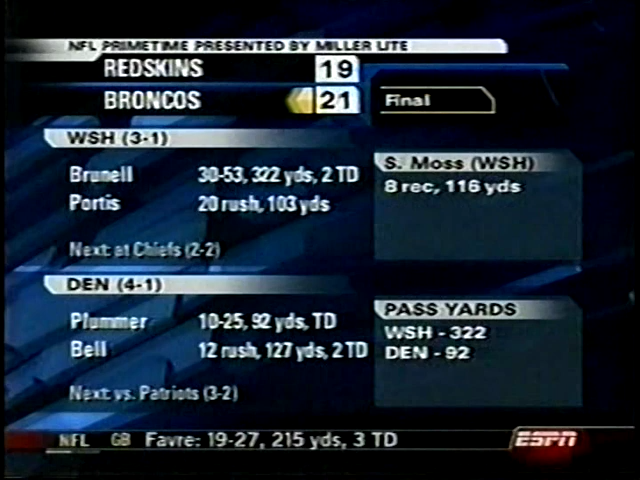 NFL PRIMETIME PRESENTED BY MILLER LITE
REDSKINS 19
BRONCOS 21
Final
WSH (3-1)
Brunell 30-53, 322 yds, 2 TD
Portis 20 rush, 103 yds
Next: at Chiefs (2-2)
S. Moss (WSH)
8 rec, 116 yds
DEN (4-1)
Plummer 10-25, 92 yds, TD
Bell 12 rush, 127 yds, 2 TD
Next: vs. Patriots (3-2)
PASS YARDS
WSH - 322
DEN - 92
NFL GB Favre: 19-27, 215 yds, 3 TD
ESPN